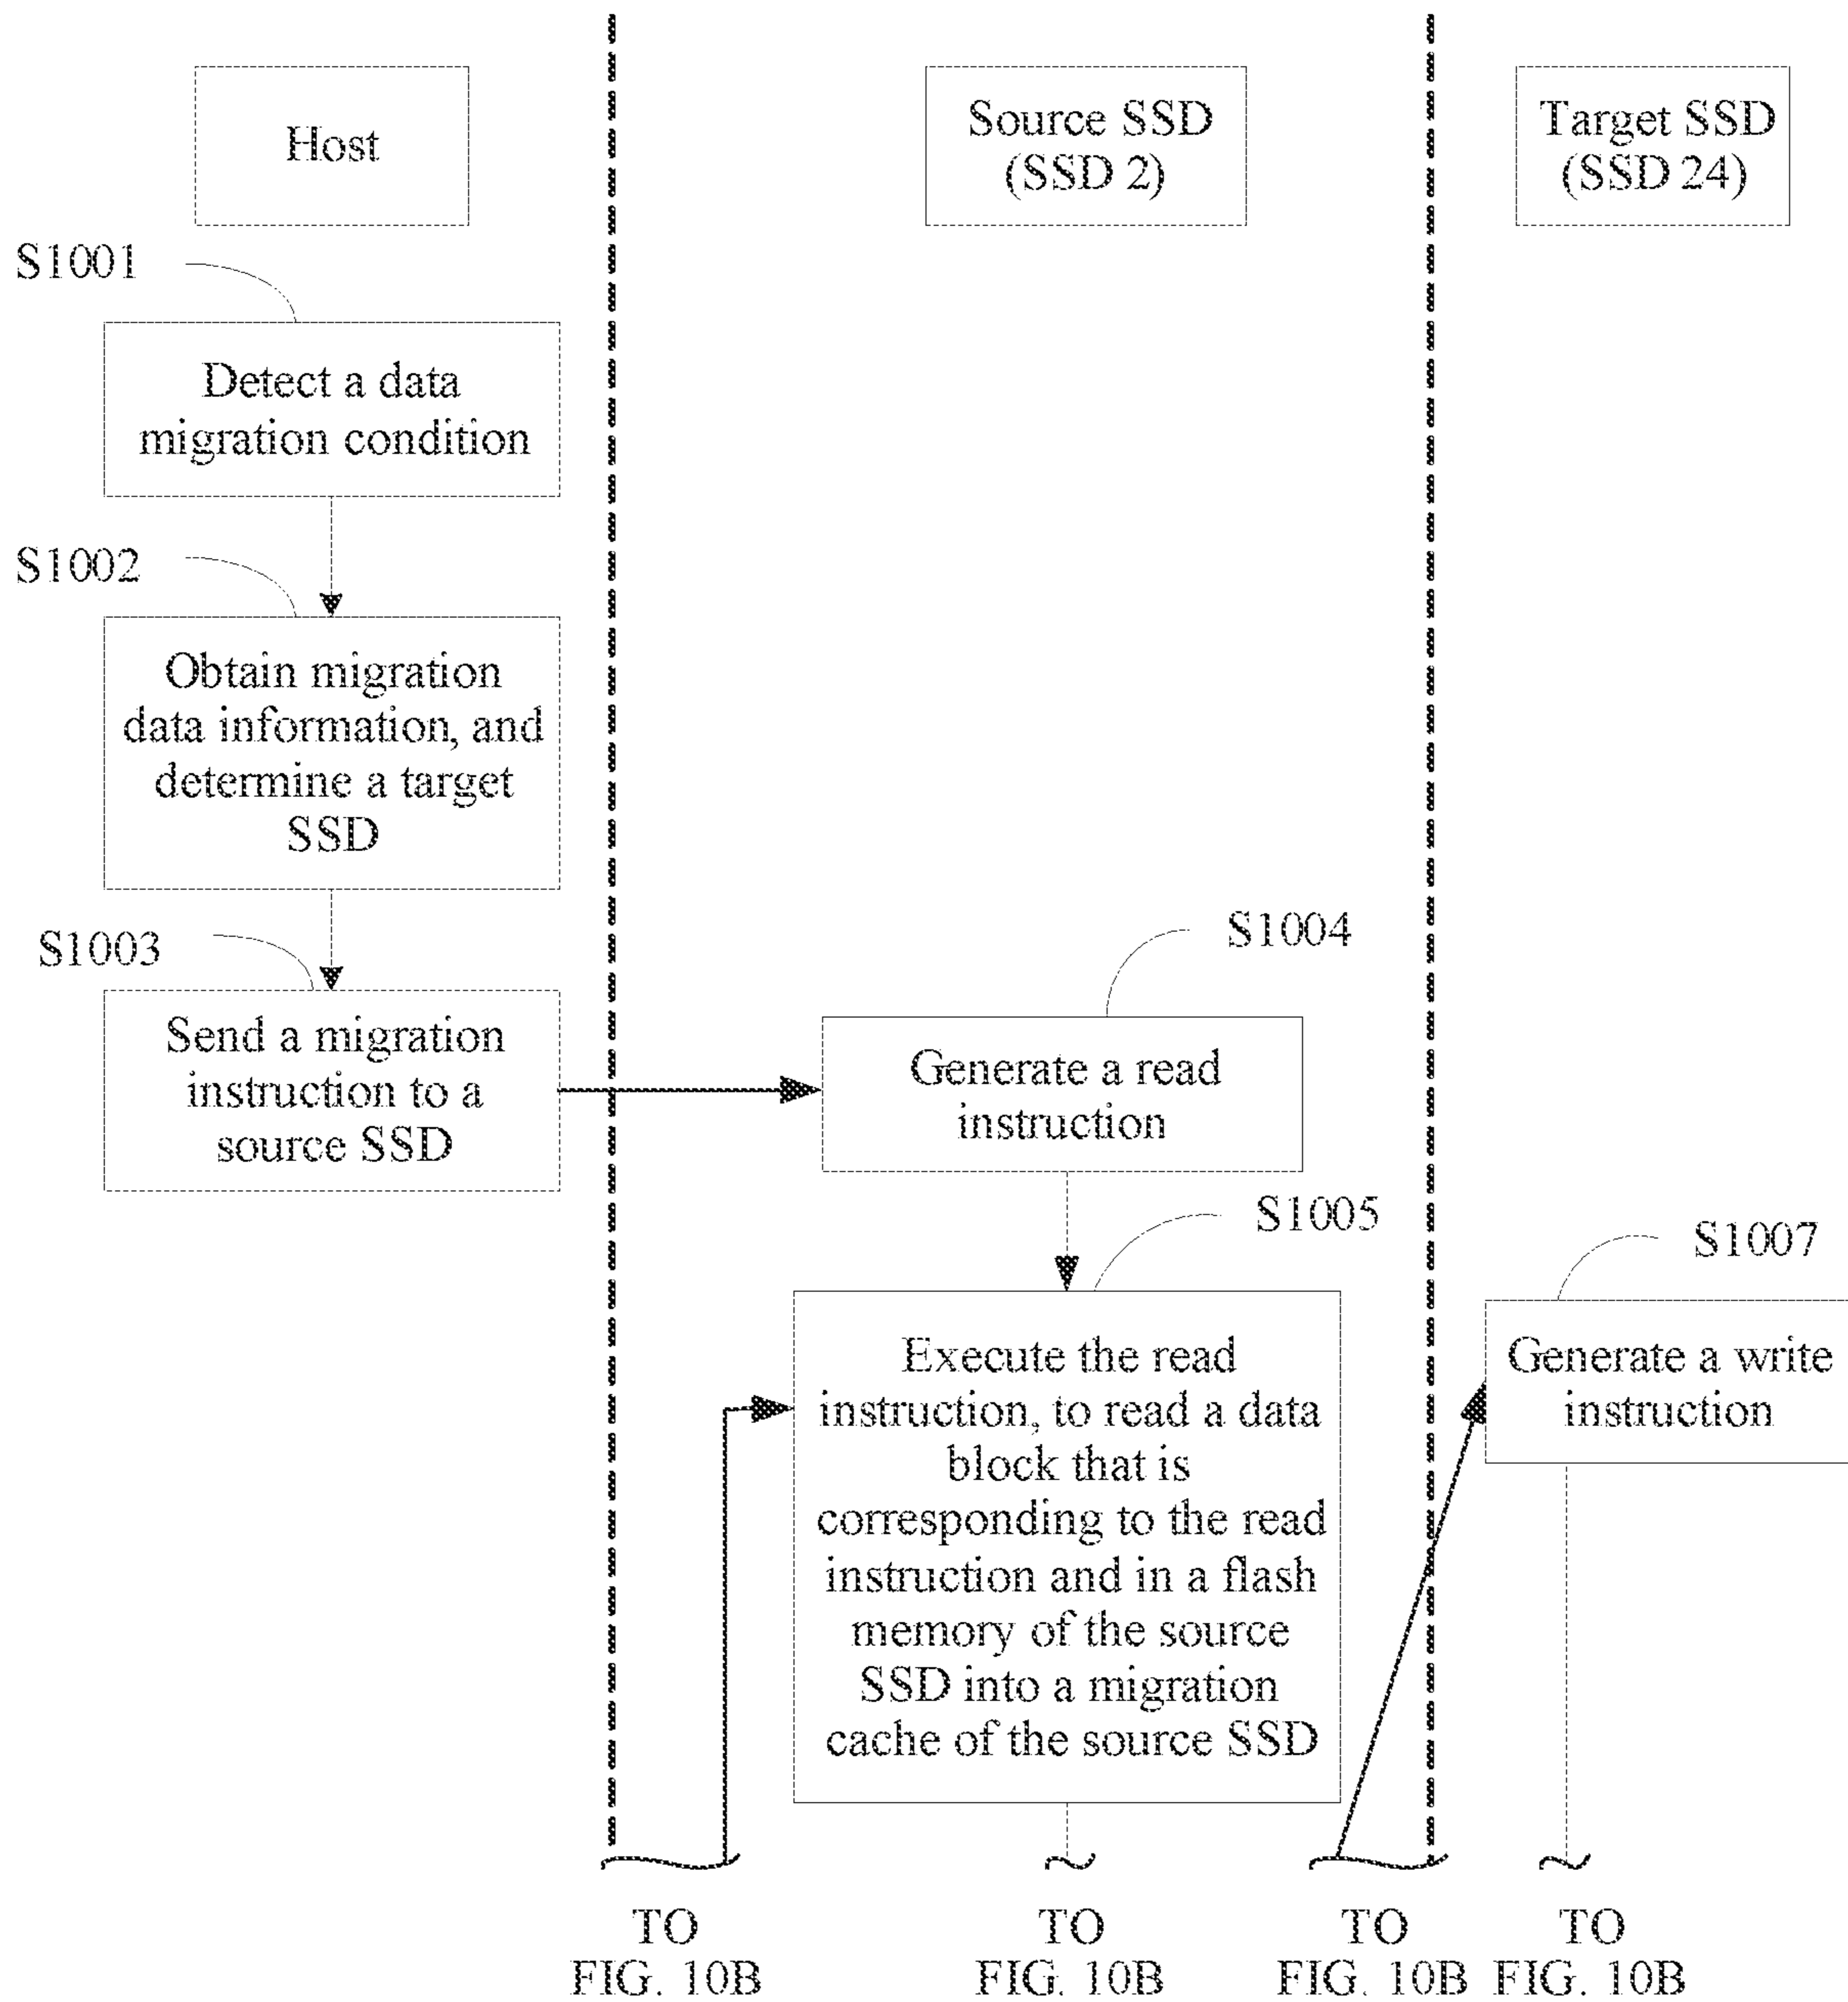 Host
Source SSD
(SSD 2)
Target SSD
(SSD 24)
S1001
Detect a data
migration condition
S1002
Obtain migration
data information, and
determine a target
SSD
S1003
Send a migration
instruction to a
source SSD
S1004
Generate a read
instruction
S1005
Execute the read
instruction, to read a data
block that is
corresponding to the read
instruction and in a flash
memory of the source
SSD into a migration
cache of the source SSD
S1007
Generate a write
instruction
TO
FIG. 10B
TO
FIG. 10B
TO
FIG. 10B
TO
FIG. 10B